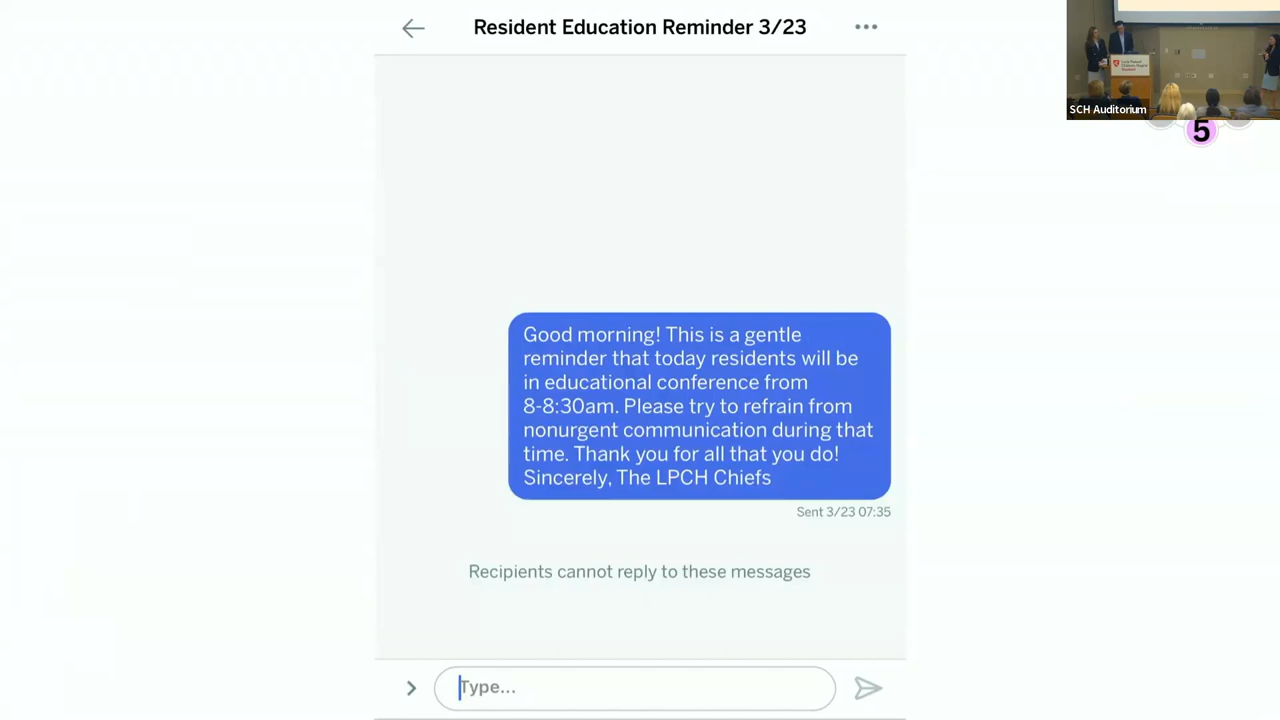 Resident Education Reminder 3/23
SCH Auditorium
5
Good morning! This is a gentle
reminder that today residents will be
in educational conference from
8-8:30am. Please try to refrain from
nonurgent communication during that
time. Thank you for all that you do!
Sincerely, The LPCH Chiefs
Sent 3/23 07:35
Recipients cannot reply to these messages
Type...